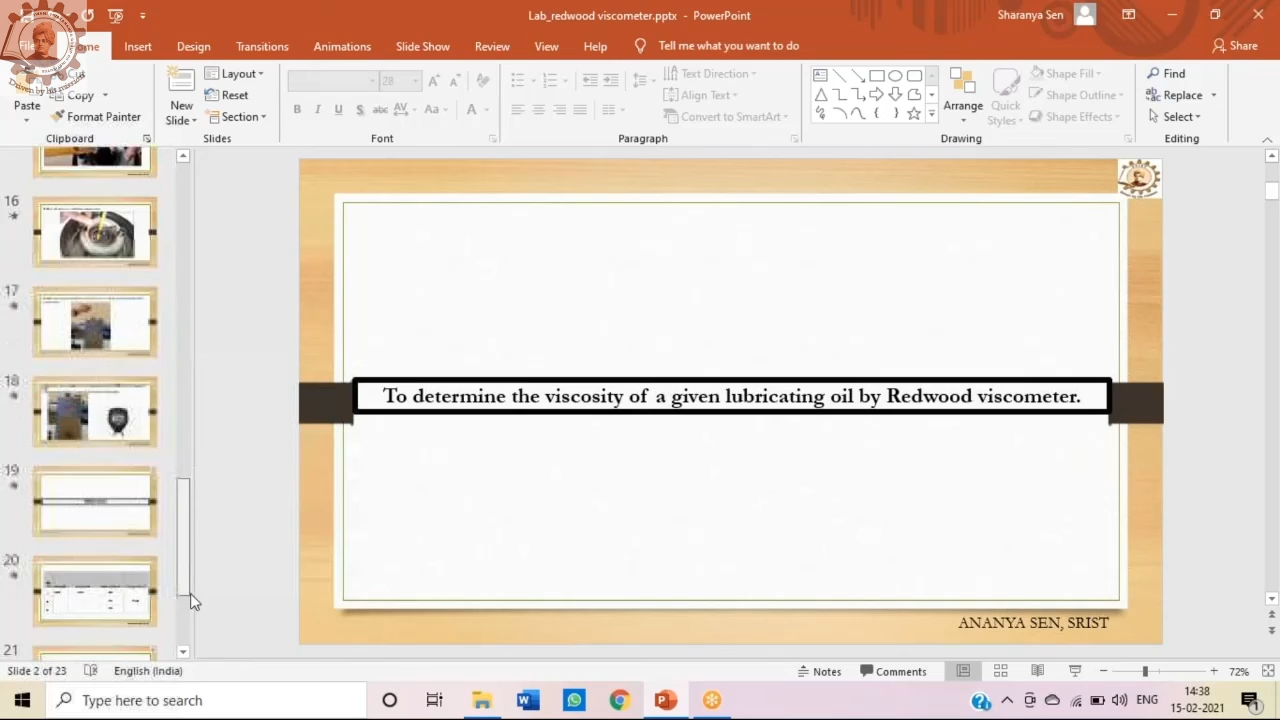 Lab_redwood viscometer.pptx - PowerPoint
Sharanya Sen
Insert Design Transitions Animations Slide Show Review View Help Tell me what you want to do
Share
Paste
Copy
Format Painter
Clipboard
New
Slide
Layout
Reset
Section
Slides
28
B I U S abc AV Aa A
Font
Text Direction
Align Text
Convert to SmartArt
Paragraph
Arrange
Quick
Styles
Shape Fill
Shape Outline
Shape Effects
Drawing
Find
Replace
Select
Editing
16
17
18
19
20
21
To determine the viscosity of a given lubricating oil by Redwood viscometer.
ANANYA SEN, SRIST
Slide 2 of 23
English (India)
Notes
Comments
72%
Type here to search
ENG
14:38
15-02-2021